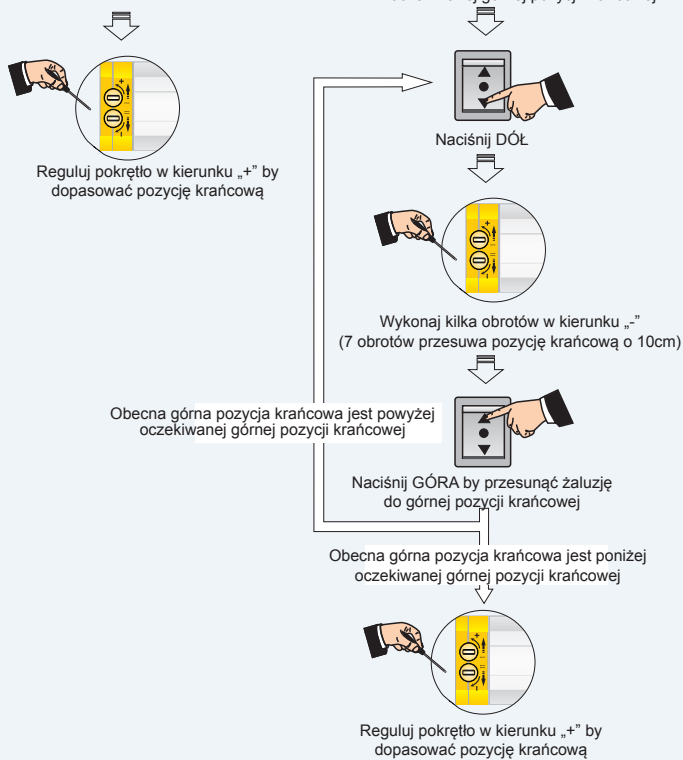 Reguluj pokrętło w kierunku „+” by
dopasować pozycję krańcową
Naciśnij DÓŁ
Wykonaj kilka obrotów w kierunku „-”
(7 obrotów przesuwa pozycję krańcową o 10cm)
Obecna górna pozycja krańcowa jest powyżej
oczekiwanej górnej pozycji krańcowej
Naciśnij GÓRA by przesunąć żaluzję
do górnej pozycji krańcowej
Obecna górna pozycja krańcowa jest poniżej
oczekiwanej górnej pozycji krańcowej
Reguluj pokrętło w kierunku „+” by
dopasować pozycję krańcową